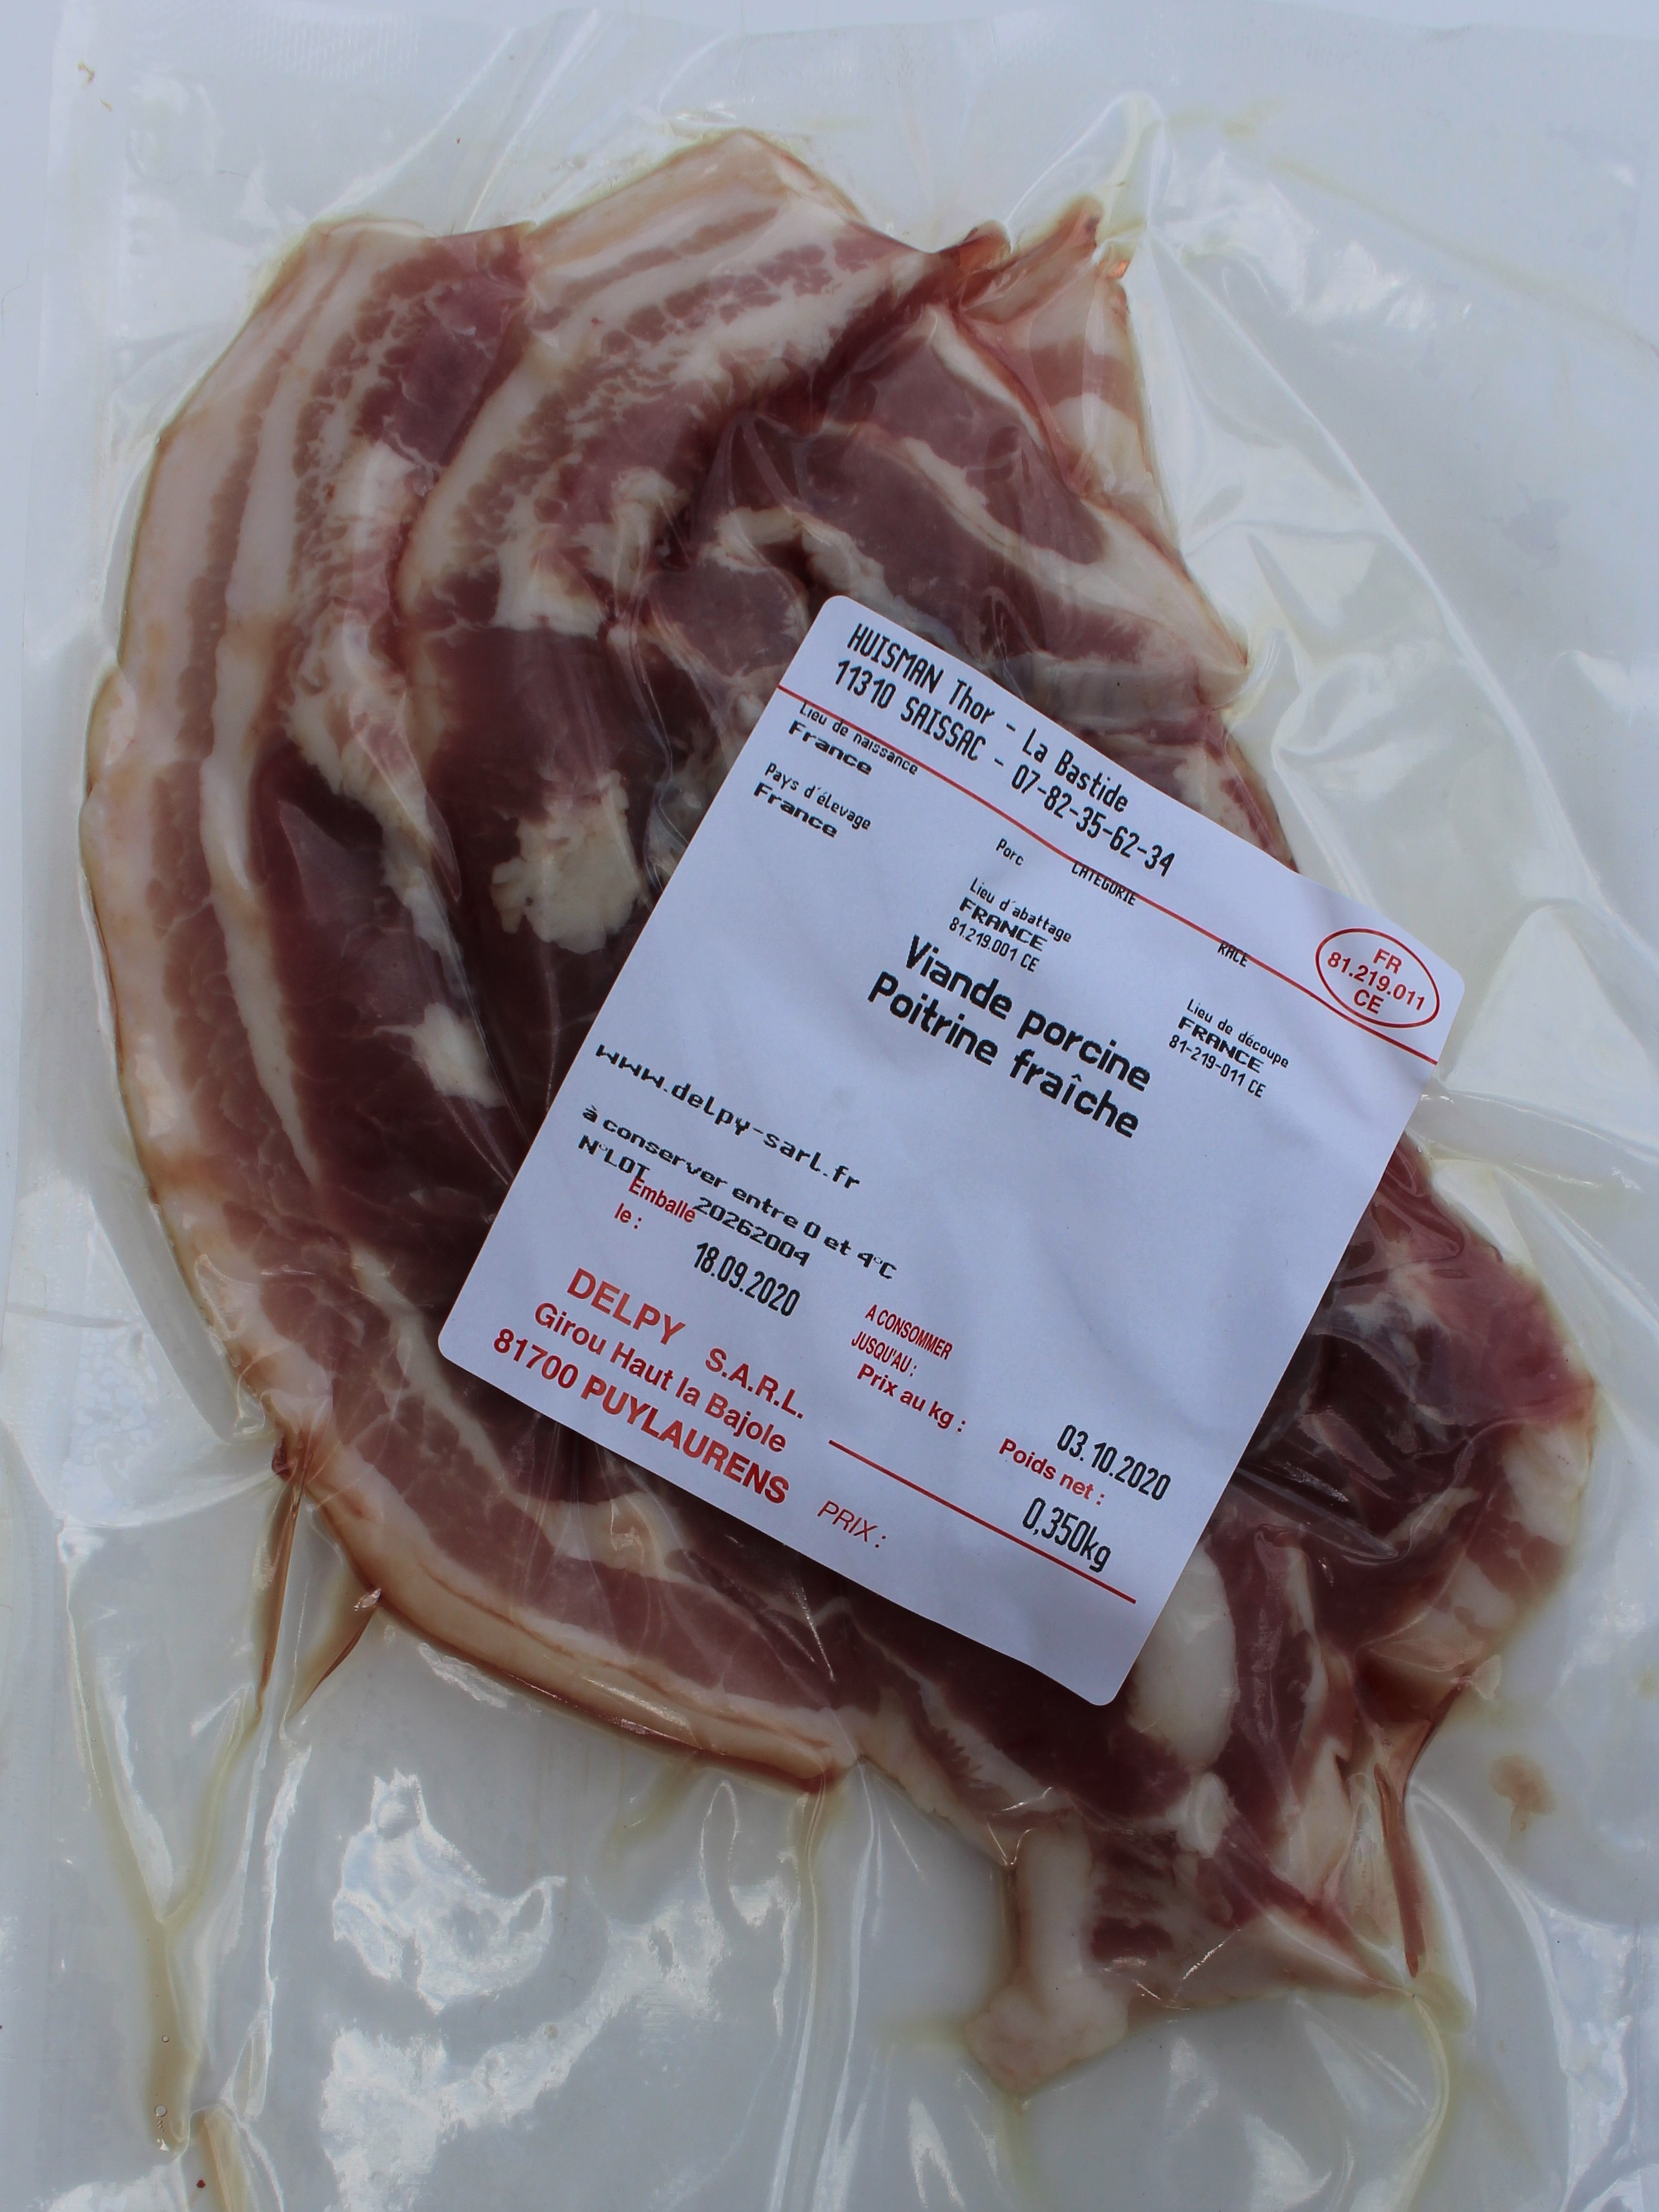 HUISMAN Thor - La Bastide
11310 SAISSAC - 07-82-35-62-34
Lieu de naissance
France
Pays d'élevage
France
Porc
CATEGORIE
RACE
Lieu d'abattage
FRANCE
81.219.001 CE
FR
81.219.011
CE
Lieu de découpe
FRANCE
81-219-011 CE
Viande porcine
Poitrine fraîche
www.delpy-sarl.fr
à conserver entre 0 et 4°C
N°LOT
20262004
Emballé
le :
18.09.2020
A CONSOMMER
JUSQU'AU :
03.10.2020
Prix au kg :
Poids net :
0,350kg
DELPY S.A.R.L.
Girou Haut la Bajole
81700 PUYLAURENS
PRIX :